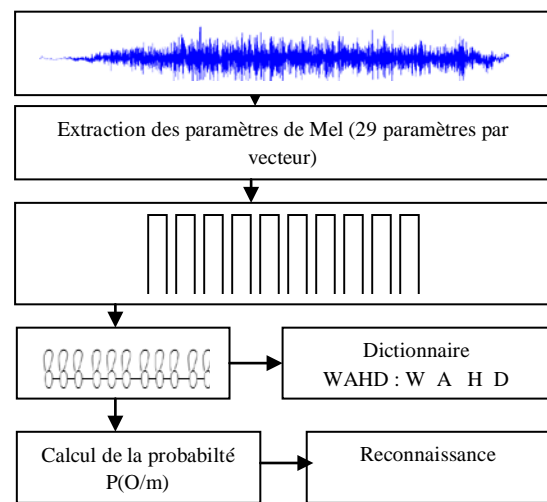 Extraction des paramètres de Mel (29 paramètres par
vecteur)
Dictionnaire
WAHD : W A H D
Calcul de la probabilté
P(O/m)
Reconnaissance